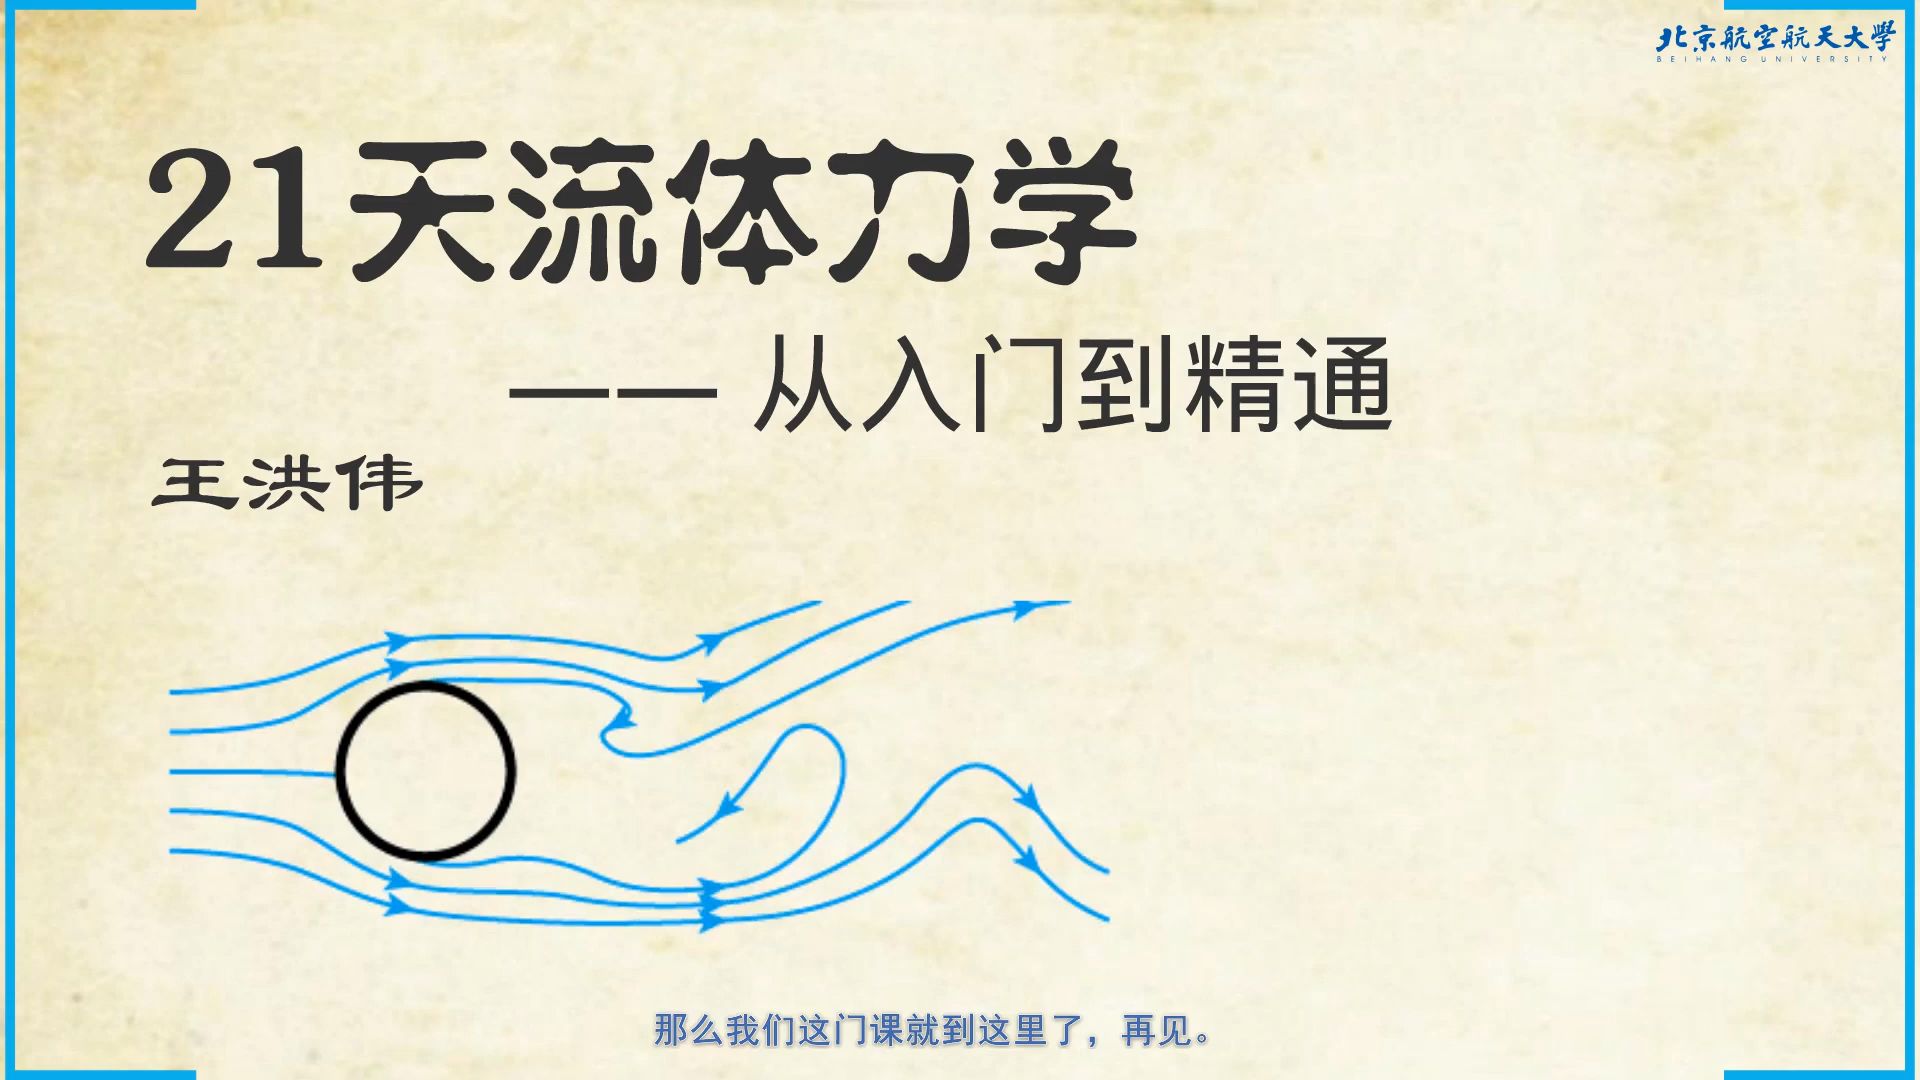 北京航空航天大學
BEIHANG UNIVERSITY
21天流体力学
—— 从入门到精通
王洪伟
那么我们这门课就到这里了，再见。